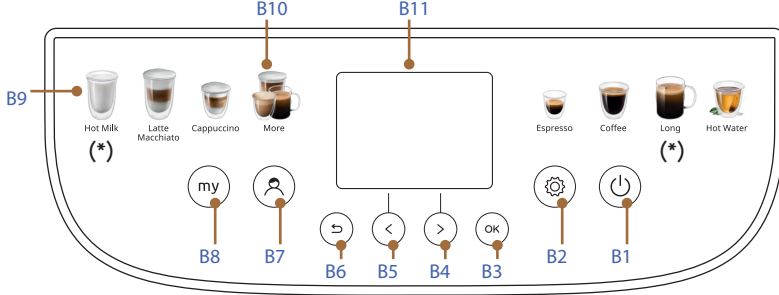 B10
B11
B9
Hot Milk
Latte
Macchiato
Cappuccino
More
Espresso
Coffee
Long
Hot Water
(*)
(*)
my
OK
B8
B7
B6
B5
B4
B3
B2
B1